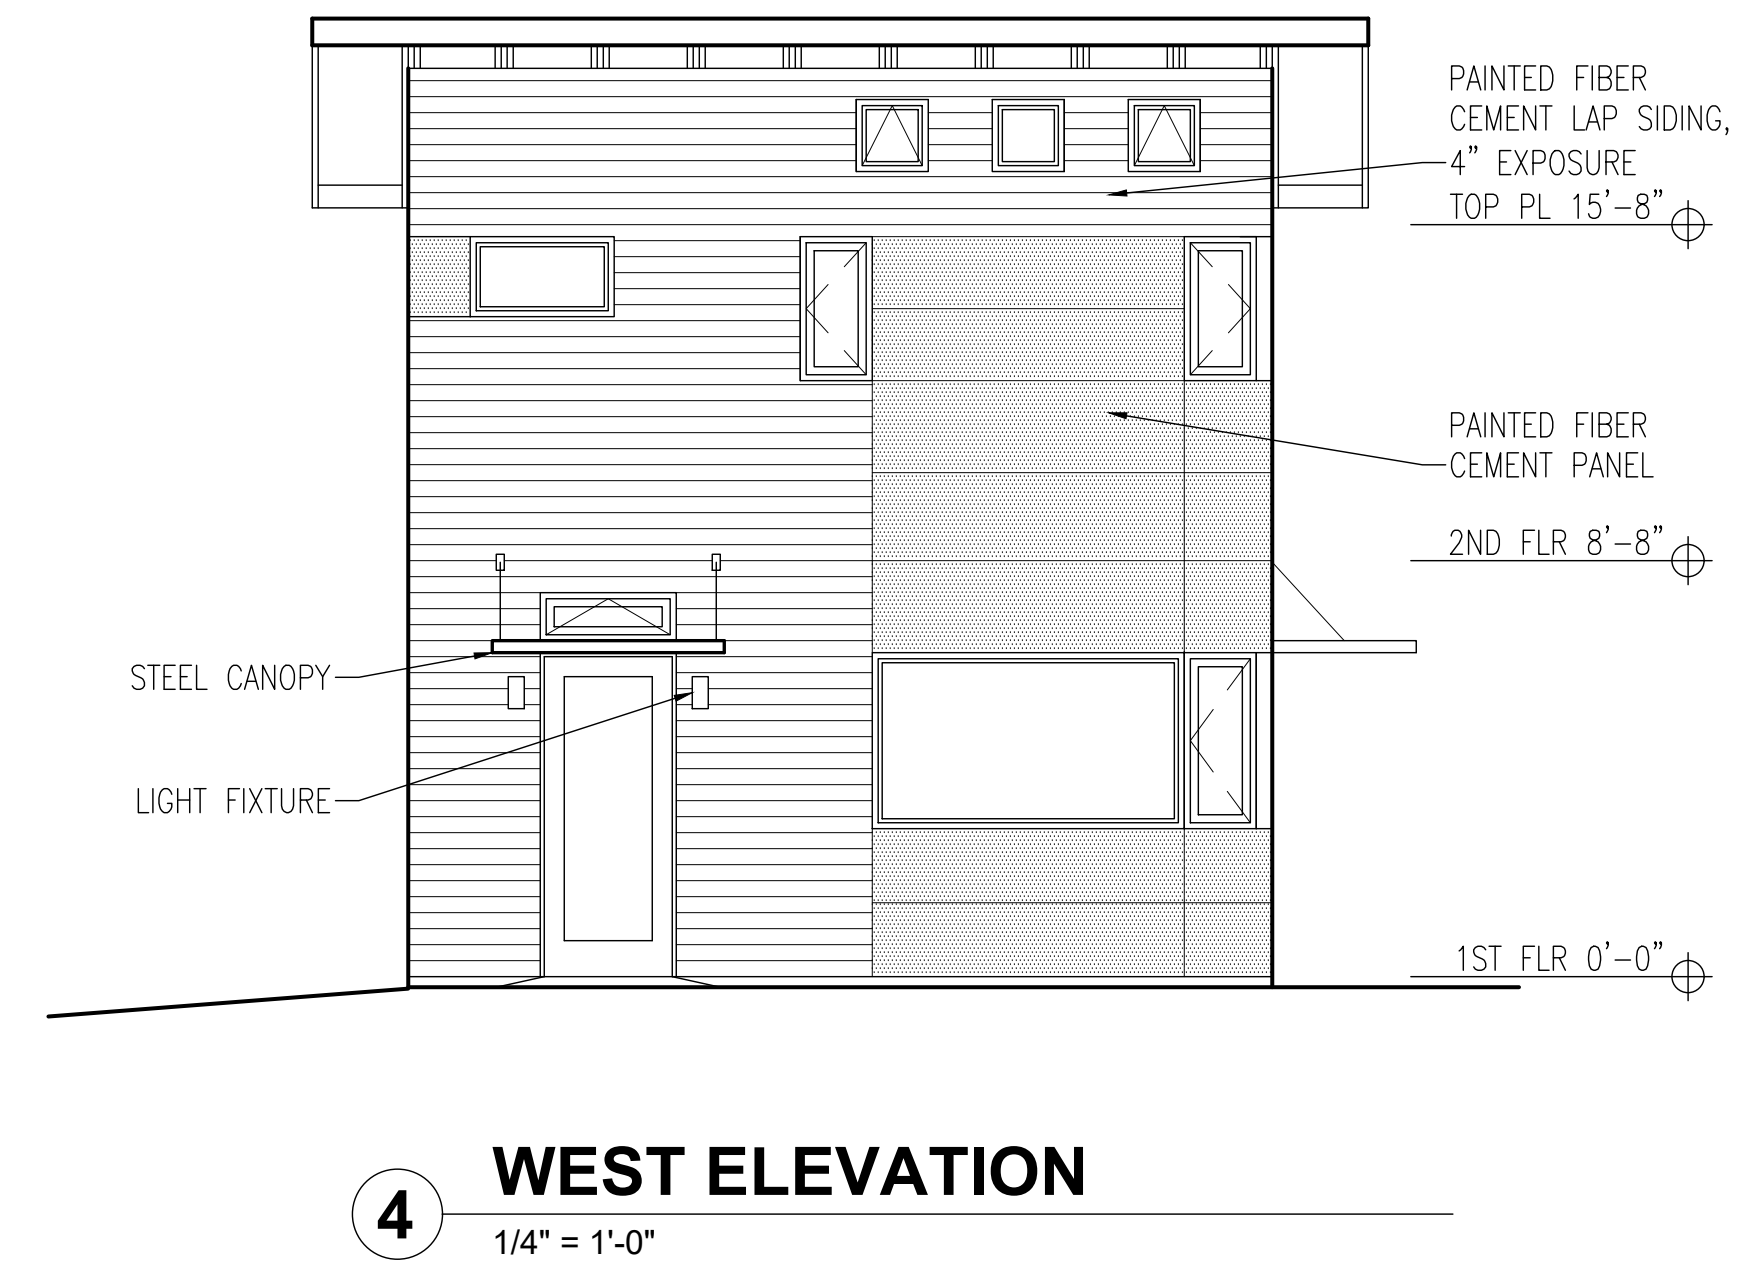 PAINTED FIBER
CEMENT LAP SIDING,
4" EXPOSURE
TOP PL 15'-8"
PAINTED FIBER
CEMENT PANEL
2ND FLR 8'-8"
STEEL CANOPY
LIGHT FIXTURE
1ST FLR 0'-0"
4
WEST ELEVATION
1/4" = 1'-0"